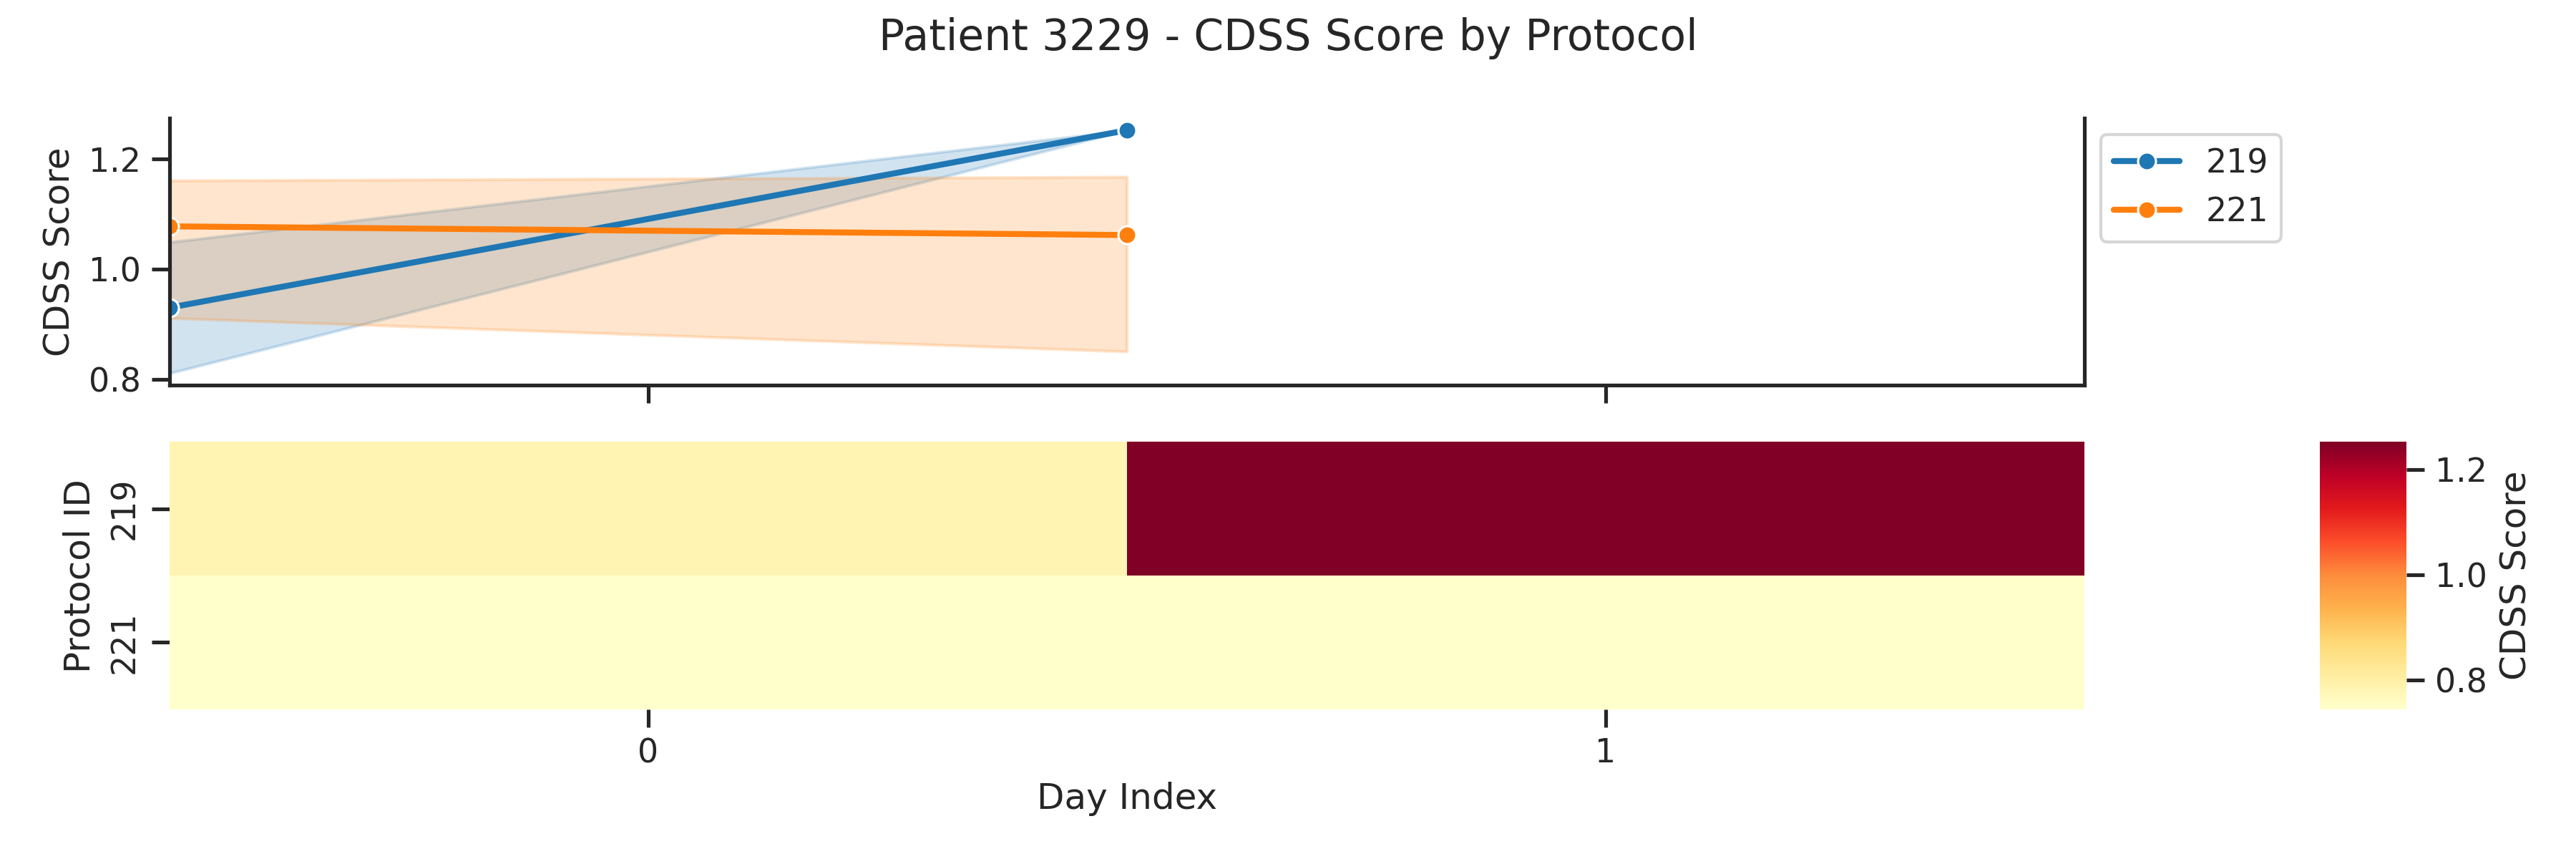 Patient 3229 - CDSS Score by Protocol
CDSS Score
1.2
1.0
0.8
219
221
Protocol ID
219
221
0
1
Day Index
1.2
1.0
0.8
CDSS Score